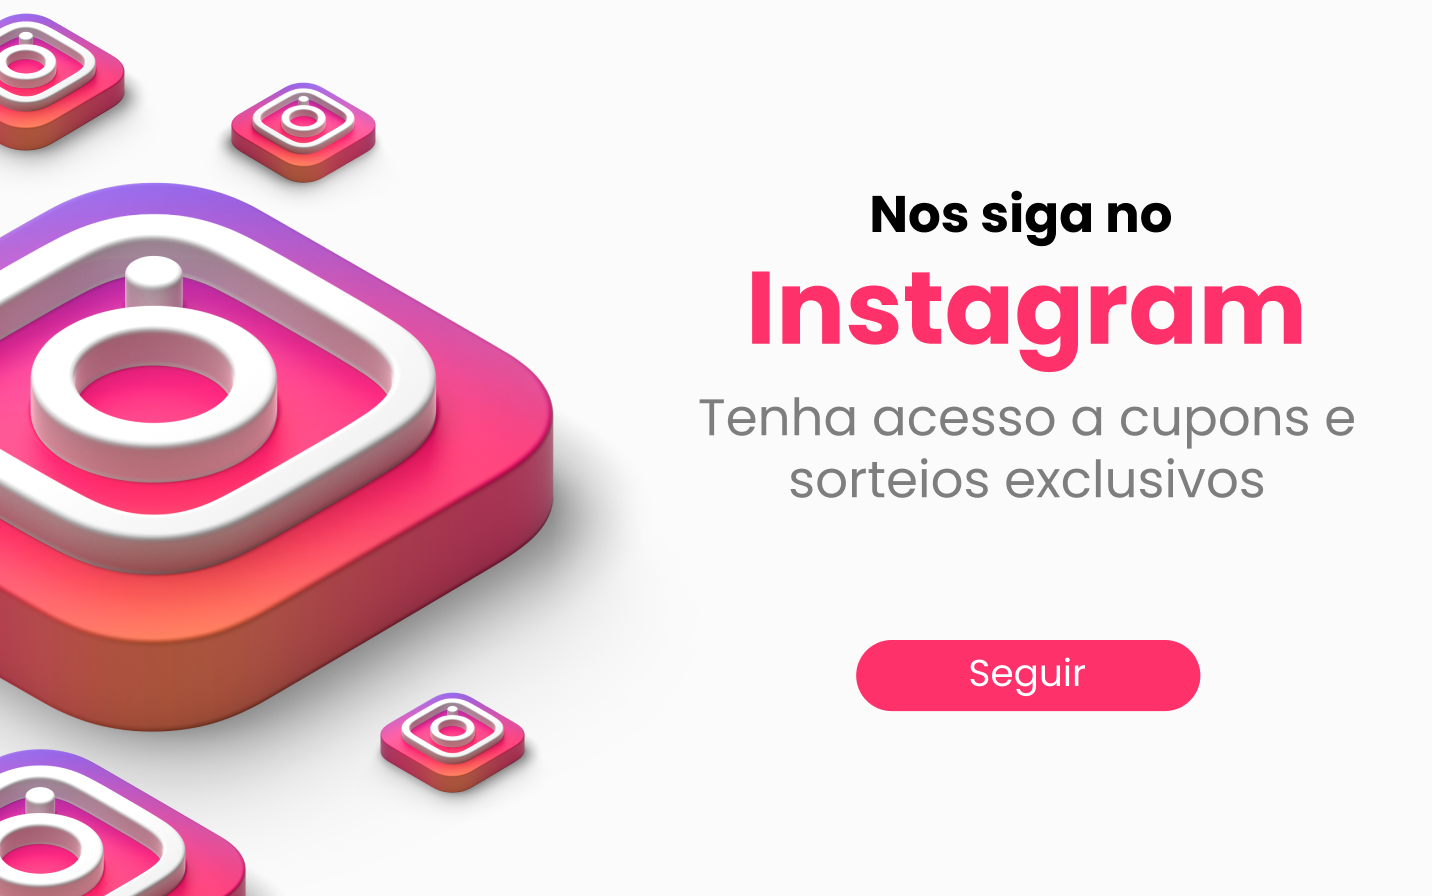 Nos siga no
Instagram
Tenha acesso a cupons e
sorteios exclusivos
Seguir